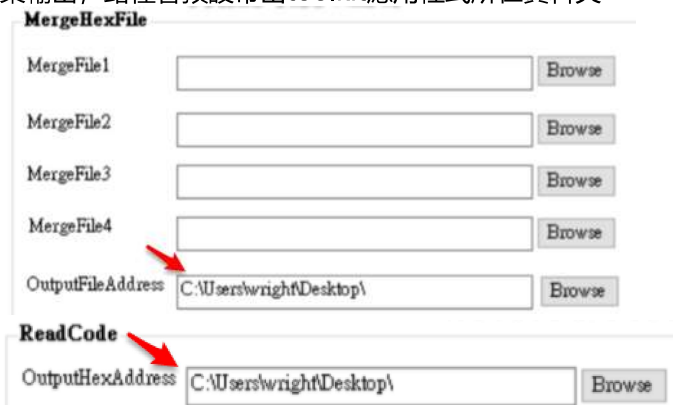 MergeHexFile
MergeFile1 Browse
MergeFile2 Browse
MergeFile3 Browse
MergeFile4 Browse
OutputFileAddress C:\Users\wright\Desktop\ Browse
ReadCode
OutputHexAddress C:\Users\wright\Desktop\ Browse